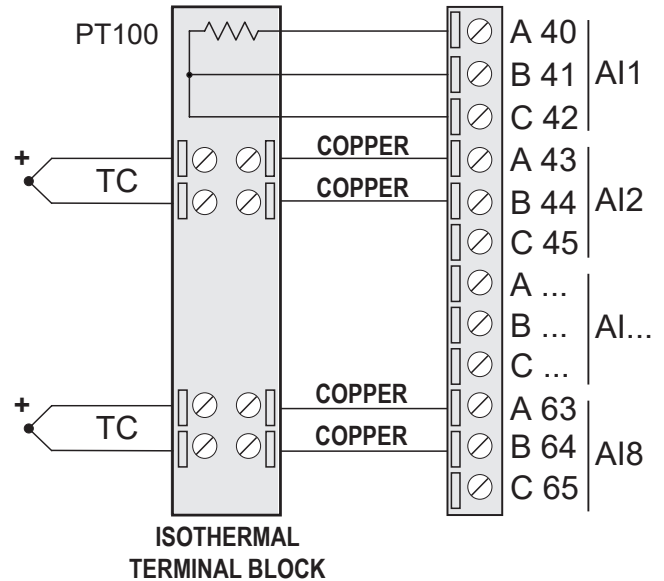 PT100
A 40
B 41
C 42
AI1
+
TC
COPPER
COPPER
A 43
B 44
C 45
AI2
A ...
B ...
C ...
AI...
+
TC
COPPER
COPPER
A 63
B 64
C 65
AI8
ISOTHERMAL
TERMINAL BLOCK